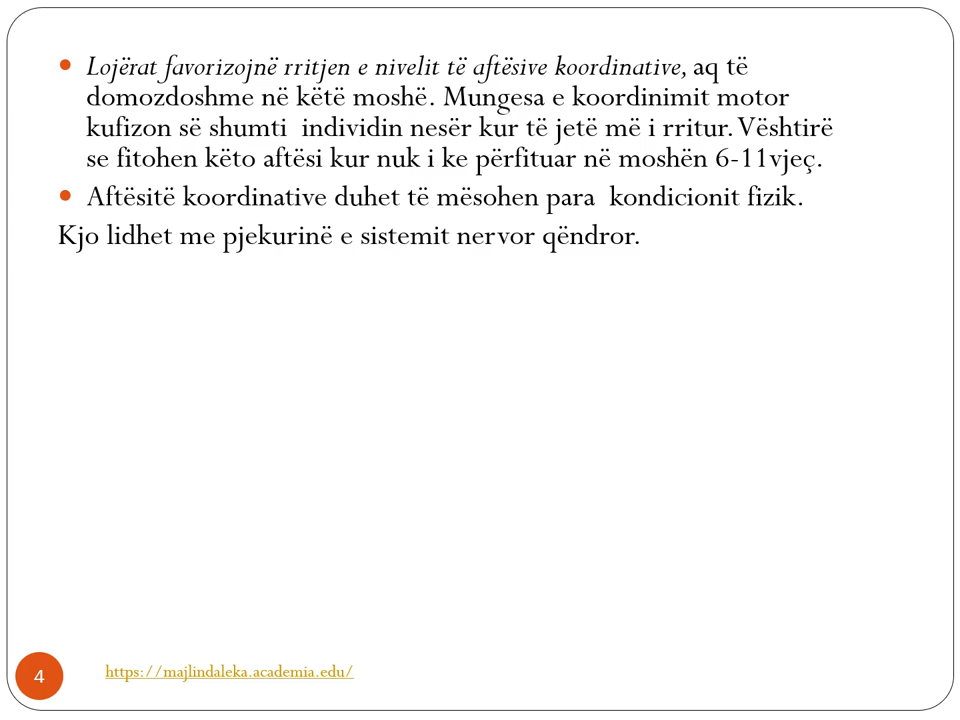 Lojërat favorizojnë rritjen e nivelit të aftësive koordinative, aq të
domozdoshme në këtë moshë. Mungesa e koordinimit motor
kufizon së shumti individin nesër kur të jetë më i rritur. Vështirë
se fitohen këto aftësi kur nuk i ke përfituar në moshën 6-11vjeç.
Aftësitë koordinative duhet të mësohen para kondicionit fizik.
Kjo lidhet me pjekurinë e sistemit nervor qëndror.
4
https://majlindaleka.academia.edu/